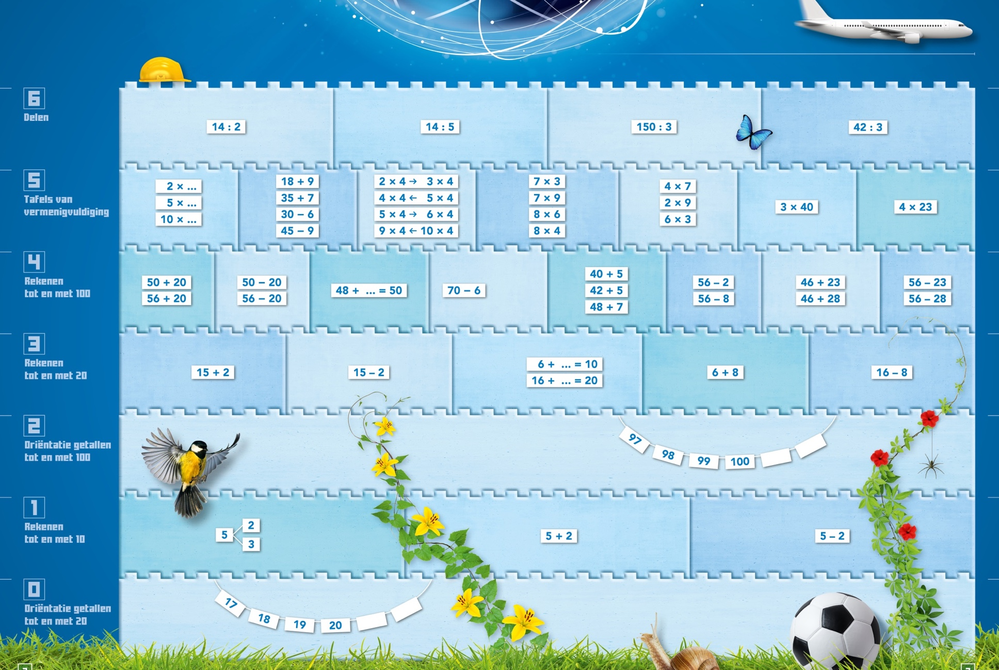 6
Delen
14 : 2
14 : 5
150 : 3
42 : 3
5
Tafels van
vermenigvuldiging
2 × ...
5 × ...
10 × ...
18 + 9
35 + 7
30 – 6
45 – 9
2 × 4 → 3 × 4
4 × 4 ← 5 × 4
5 × 4 → 6 × 4
9 × 4 ← 10 × 4
7 × 3
7 × 9
8 × 6
8 × 4
4 × 7
2 × 9
6 × 3
3 × 40
4 × 23
4
Rekenen
tot en met 100
50 + 20
56 + 20
50 – 20
56 – 20
48 + ... = 50
70 – 6
40 + 5
42 + 5
48 + 7
56 – 2
56 – 8
46 + 23
46 + 28
56 – 23
56 – 28
3
Rekenen
tot en met 20
15 + 2
15 – 2
6 + ... = 10
16 + ... = 20
6 + 8
16 – 8
2
Oriëntatie getallen
tot en met 100
97
98
99
100
1
Rekenen
tot en met 10
5
2
3
5 + 2
5 – 2
0
Oriëntatie getallen
tot en met 20
17
18
19
20